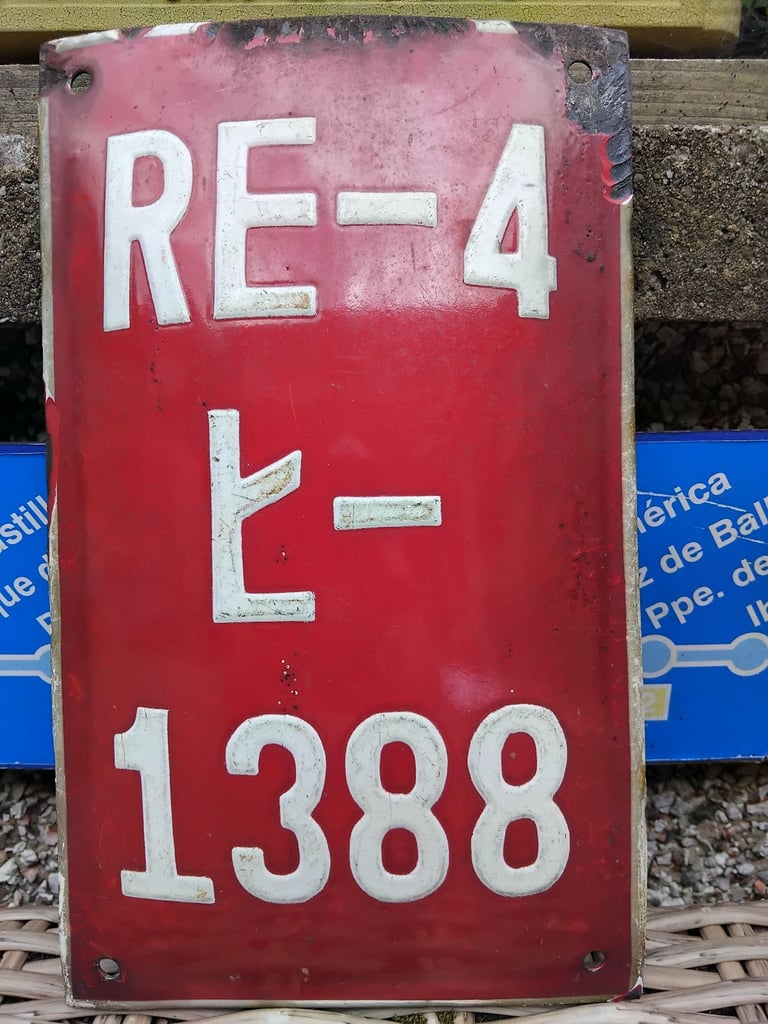 RE-4
Ł-
1388
érica
z de Bal
Ppe. de